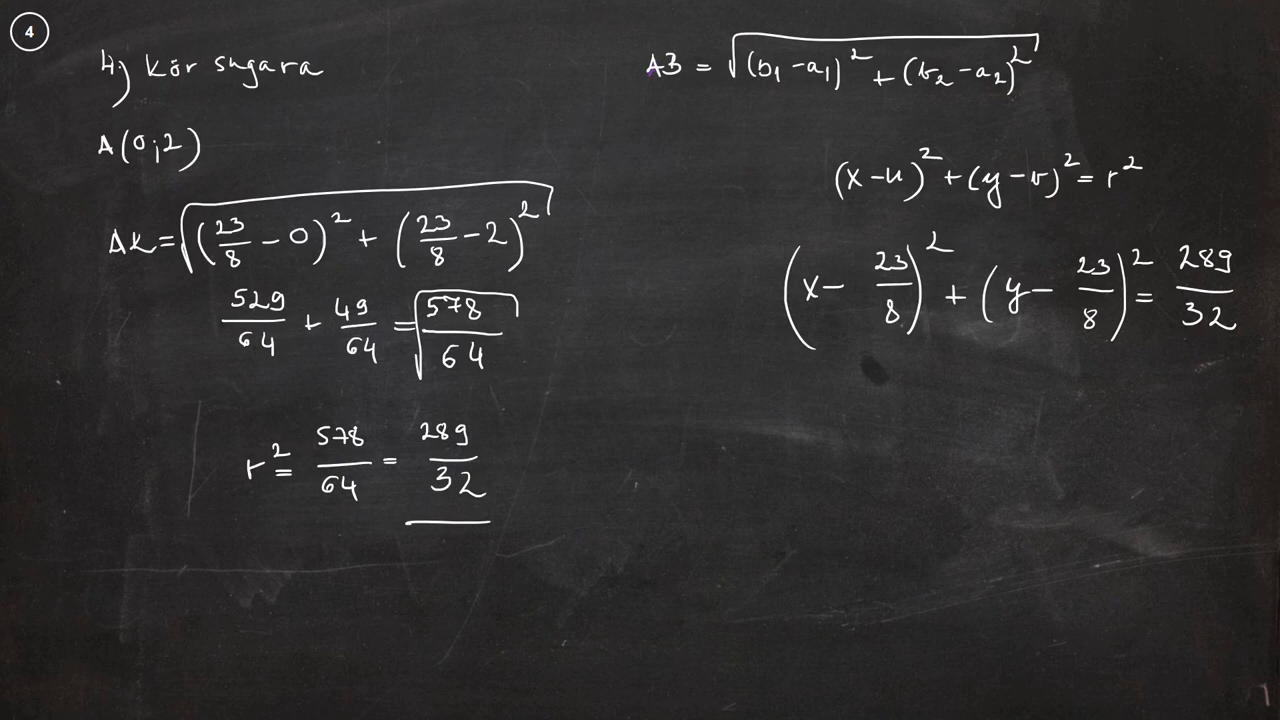 4
4) kör sugara
A(0;2)
AK = √((23/8 - 0)² + (23/8 - 2)²)
529/64 + 49/64 = √(578/64)
r² = 578/64 = 289/32
AB = √((b₁ - a₁)² + (b₂ - a₂)²)
(x - u)² + (y - v)² = r²
(x - 23/8)² + (y - 23/8)² = 289/32